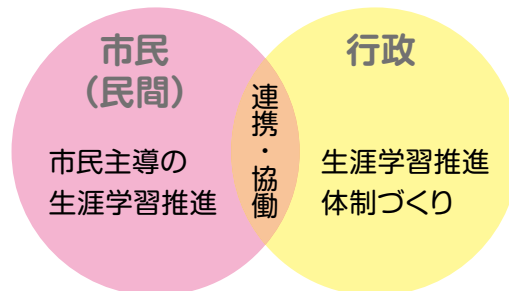 市民
（民間）
市民主導の
生涯学習推進
連携・協働
行政
生涯学習推進
体制づくり